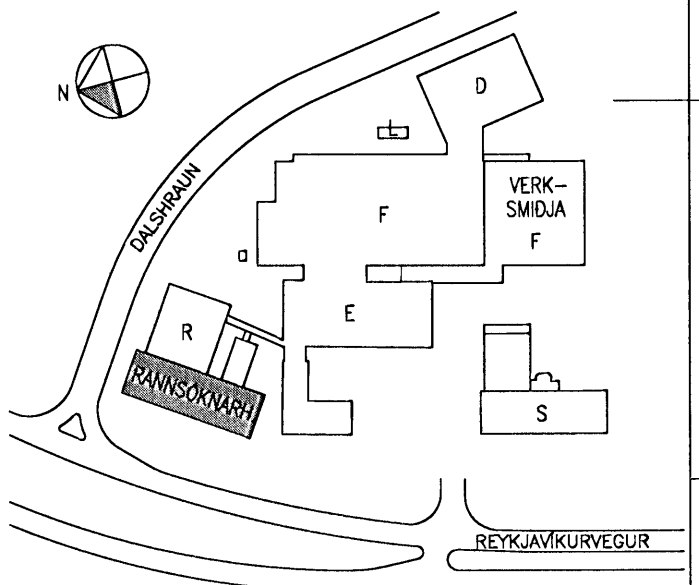 N
DALSHRAUN
D
L
VERK-
SMIDJA
F
F
E
R
RANNSÓKNARH
S
REYKJAVÍKURVEGUR